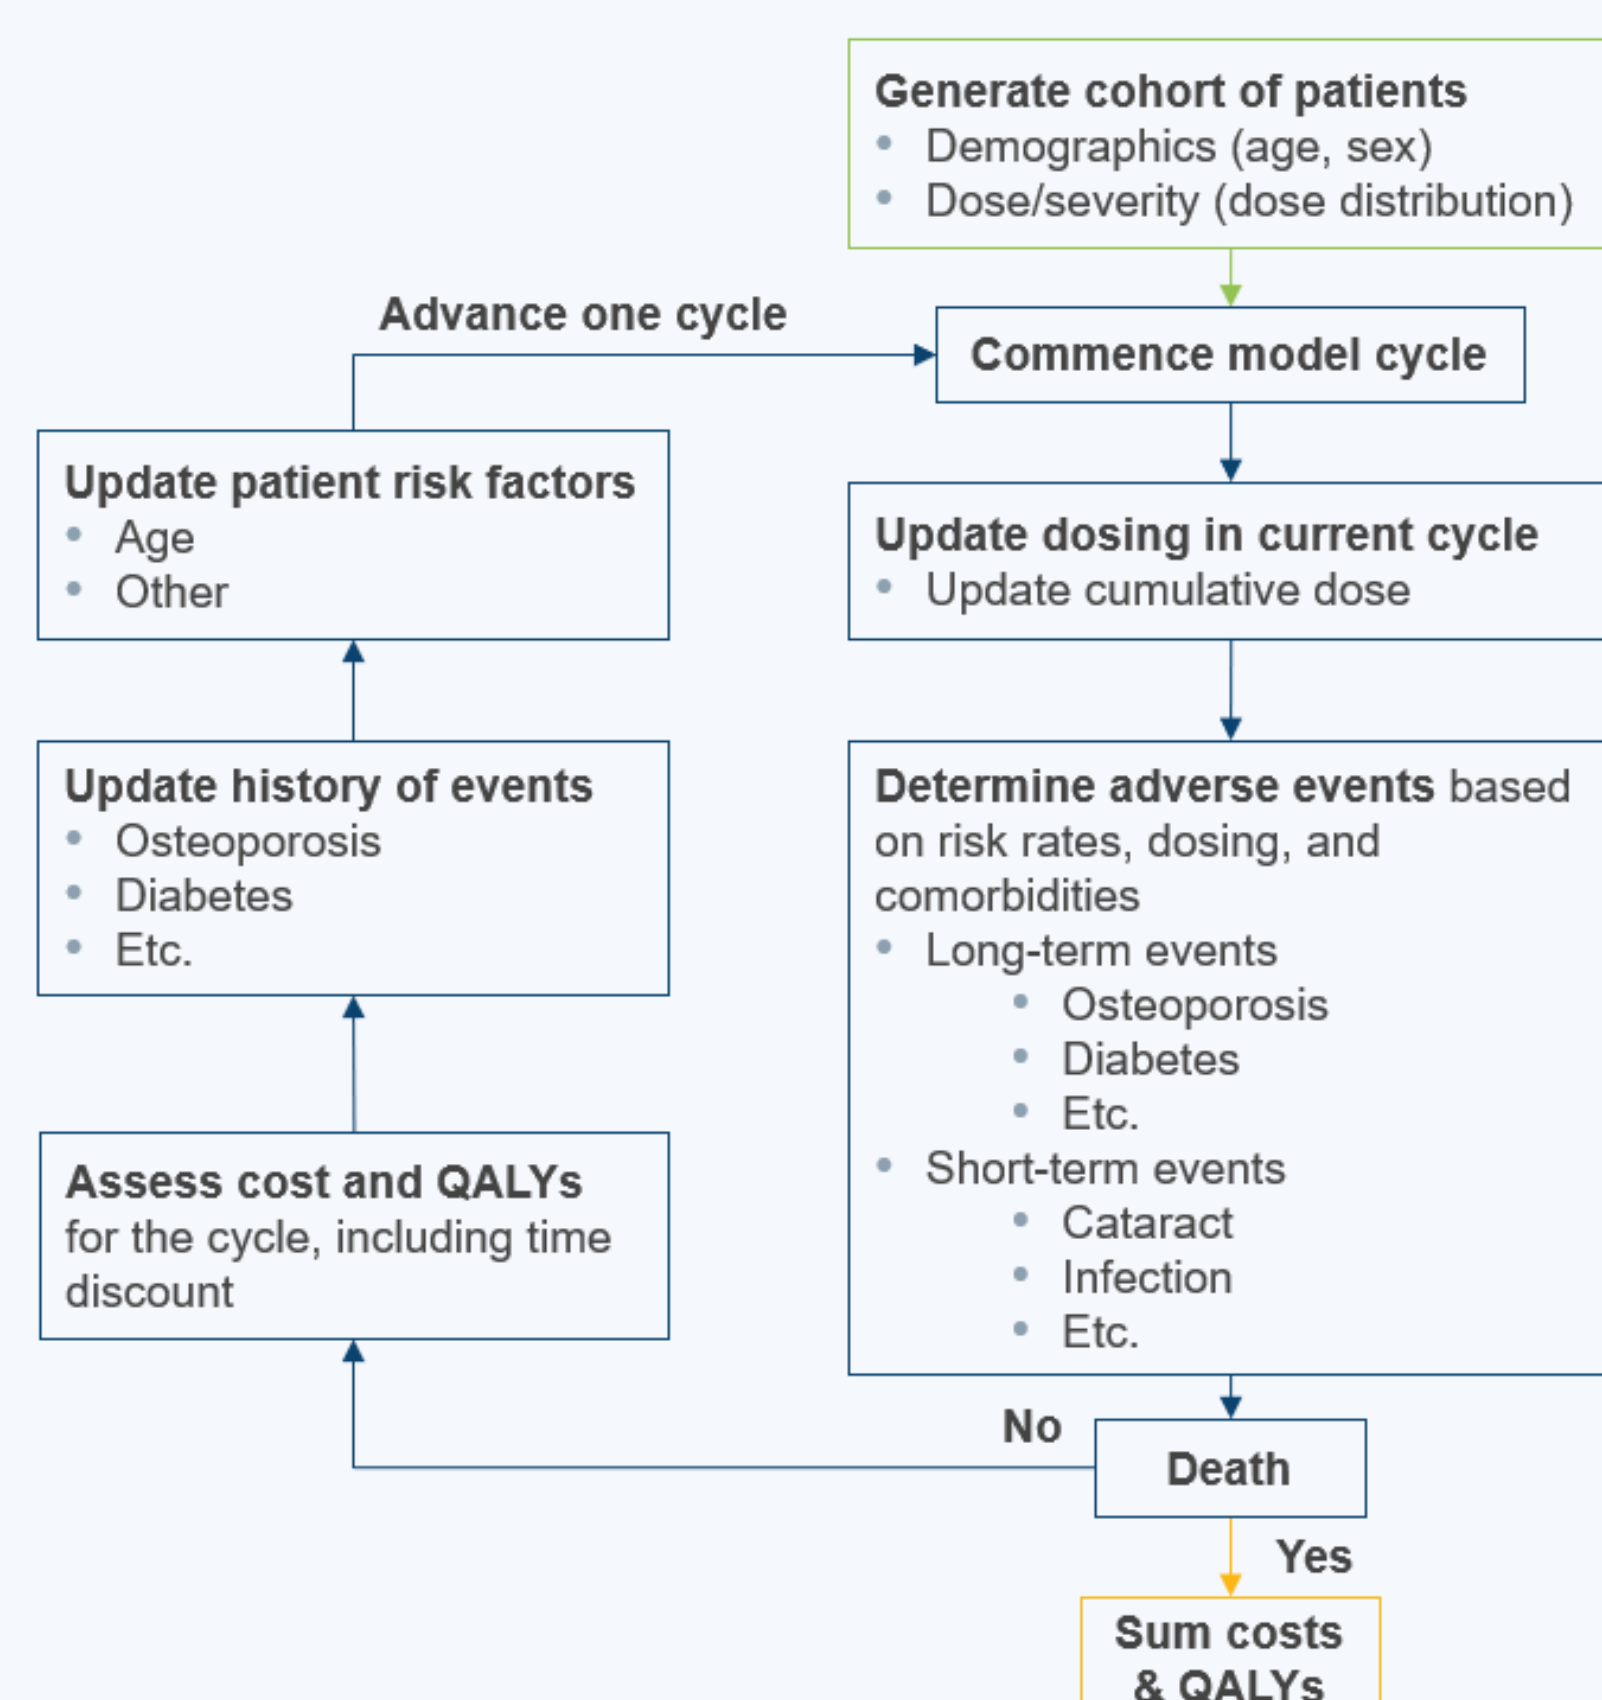 Generate cohort of patients
• Demographics (age, sex)
• Dose/severity (dose distribution)
Advance one cycle
Commence model cycle
Update patient risk factors
• Age
• Other
Update dosing in current cycle
• Update cumulative dose
Update history of events
• Osteoporosis
• Diabetes
• Etc.
Determine adverse events based
on risk rates, dosing, and
comorbidities
• Long-term events
• Osteoporosis
• Diabetes
• Etc.
• Short-term events
• Cataract
• Infection
• Etc.
Assess cost and QALYs
for the cycle, including time
discount
No
Death
Yes
Sum costs
& QALYs